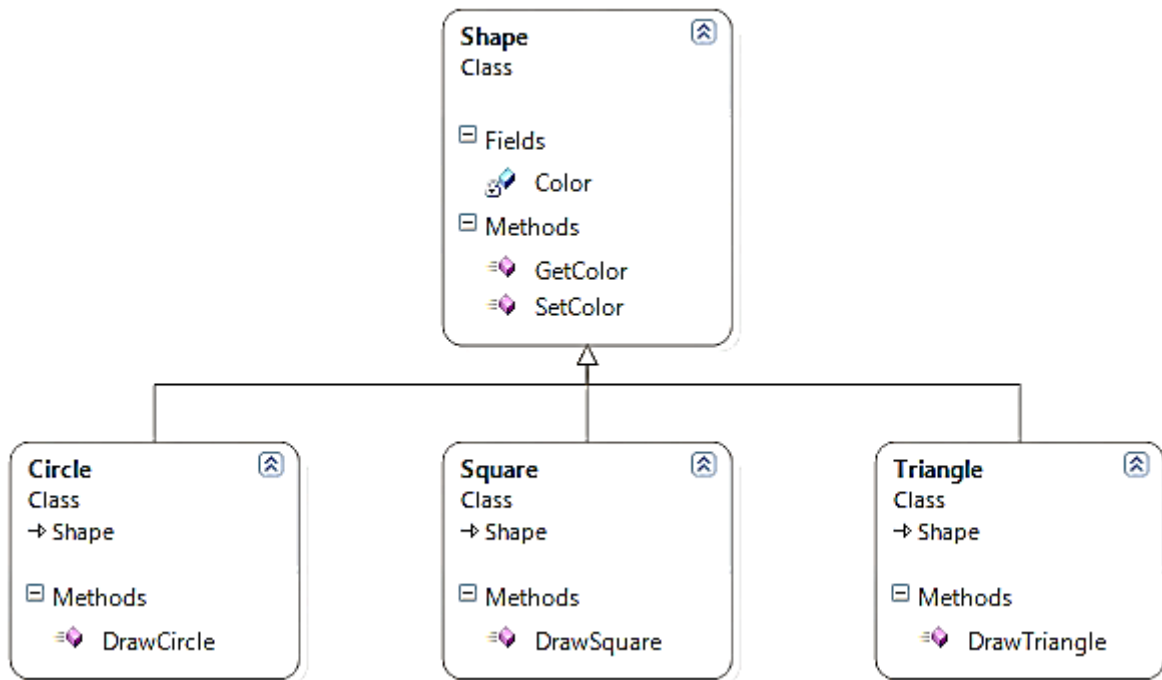 Shape
Class
Fields
Color
Methods
GetColor
SetColor
Circle
Class
Shape
Methods
DrawCircle
Square
Class
Shape
Methods
DrawSquare
Triangle
Class
Shape
Methods
DrawTriangle